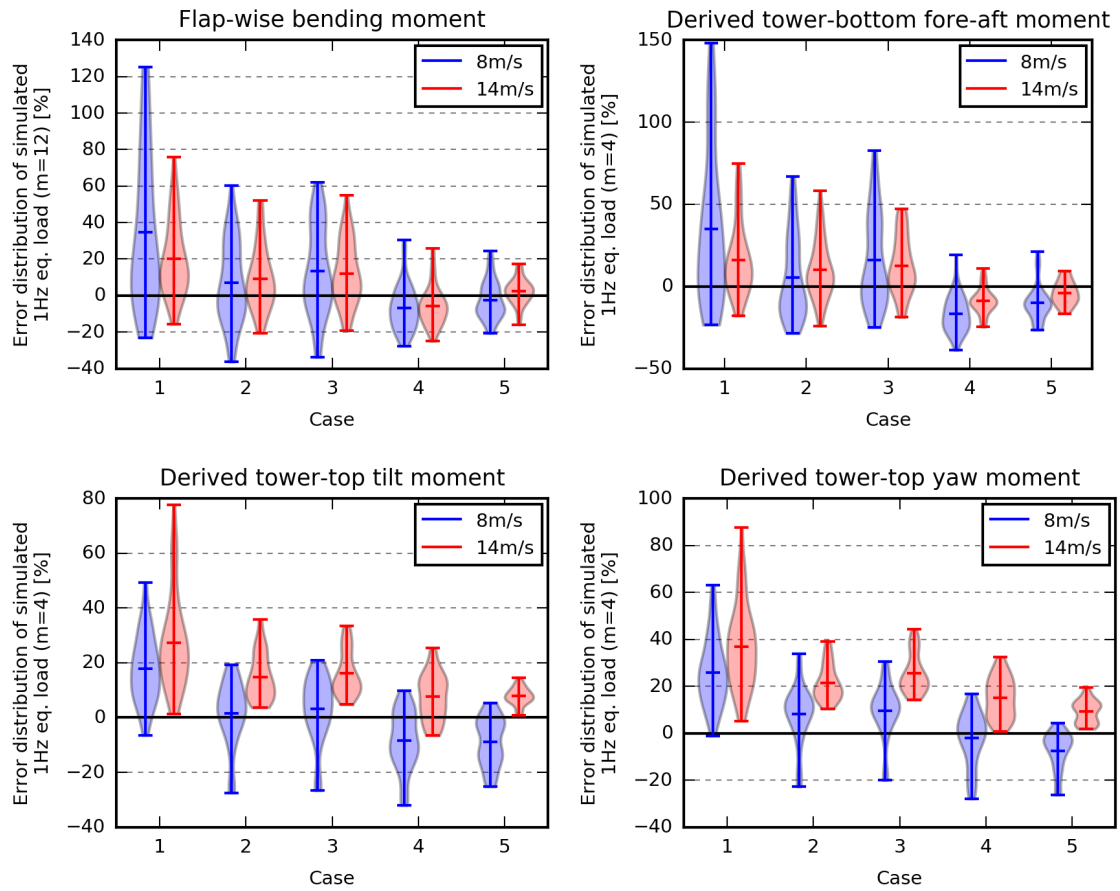 Flap-wise bending moment
Error distribution of simulated
1Hz eq. load (m=12) [%]
140
120
100
80
60
40
20
0
−20
−40
8m/s
14m/s
1 2 3 4 5
Case
Derived tower-bottom fore-aft moment
Error distribution of simulated
1Hz eq. load (m=4) [%]
150
100
50
0
−50
8m/s
14m/s
1 2 3 4 5
Case
Derived tower-top tilt moment
Error distribution of simulated
1Hz eq. load (m=4) [%]
80
60
40
20
0
−20
−40
8m/s
14m/s
1 2 3 4 5
Case
Derived tower-top yaw moment
Error distribution of simulated
1Hz eq. load (m=4) [%]
100
80
60
40
20
0
−20
−40
8m/s
14m/s
1 2 3 4 5
Case